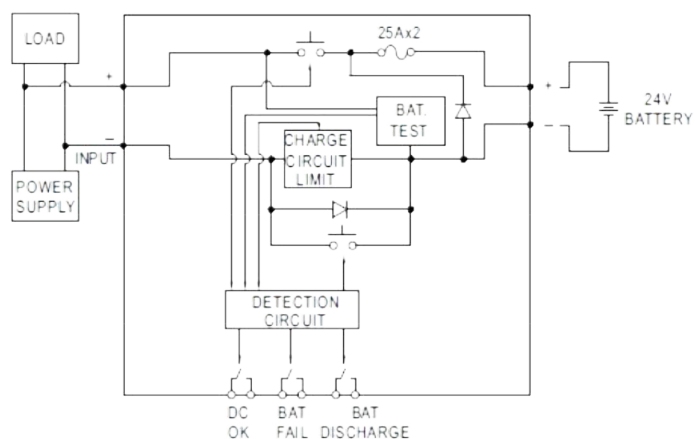 LOAD
25Ax2
+
+
24V
BATTERY
BAT.
TEST
−
−
INPUT
CHARGE
CIRCUIT
LIMIT
POWER
SUPPLY
DETECTION
CIRCUIT
DC
OK
BAT
FAIL
BAT
DISCHARGE